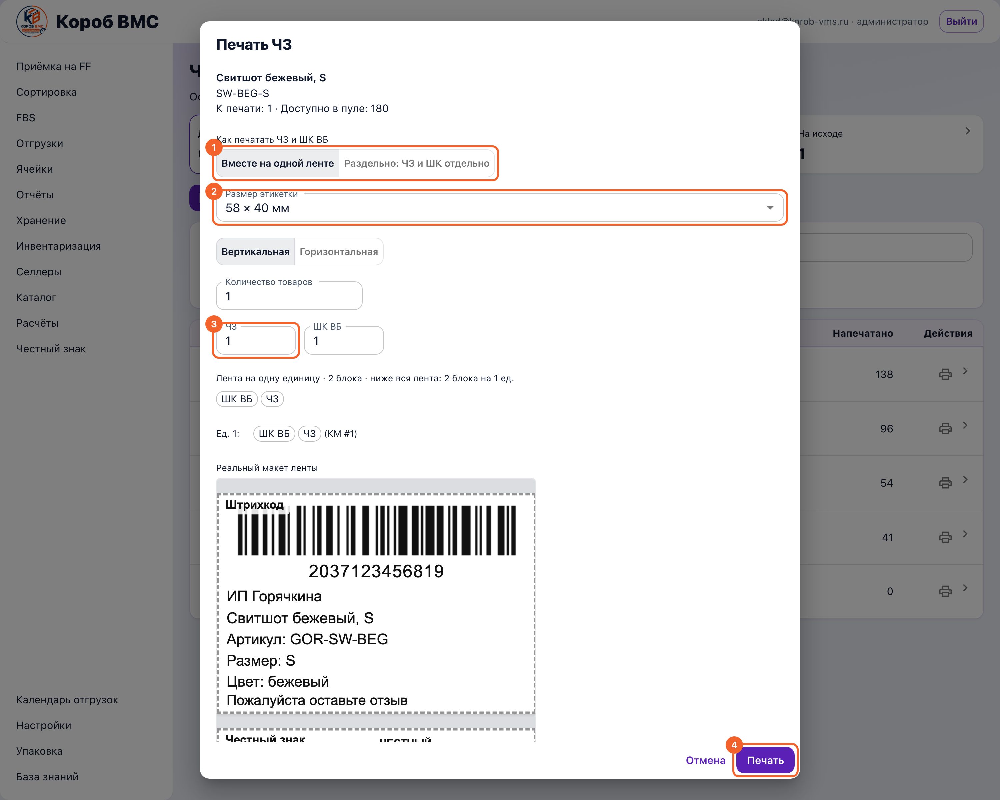 КОРОБ ВМС
Короб ВМС
sklad@korob-vms.ru · администратор
Выйти
Приёмка на FF
Сортировка
FBS
Отгрузки
Ячейки
Отчёты
Хранение
Инвентаризация
Селлеры
Каталог
Расчёты
Честный знак
Календарь отгрузок
Настройки
Упаковка
База знаний
На исходе
1
Напечатано
Действия
138
96
54
41
0
Печать ЧЗ
Свитшот бежевый, S
SW-BEG-S
К печати: 1 · Доступно в пуле: 180
Как печатать ЧЗ и ШК ВБ
1
Вместе на одной ленте
Раздельно: ЧЗ и ШК отдельно
2
Размер этикетки
58 × 40 мм
Вертикальная
Горизонтальная
Количество товаров
1
3
ЧЗ
1
ШК ВБ
1
Лента на одну единицу · 2 блока · ниже вся лента: 2 блока на 1 ед.
ШК ВБ
ЧЗ
Ед. 1:
ШК ВБ
ЧЗ
(КМ #1)
Реальный макет ленты
Штрихкод
2037123456819
ИП Горячкина
Свитшот бежевый, S
Артикул: GOR-SW-BEG
Размер: S
Цвет: бежевый
Пожалуйста оставьте отзыв
Честный знак
ЧЕСТНЫЙ
4
Отмена
Печать